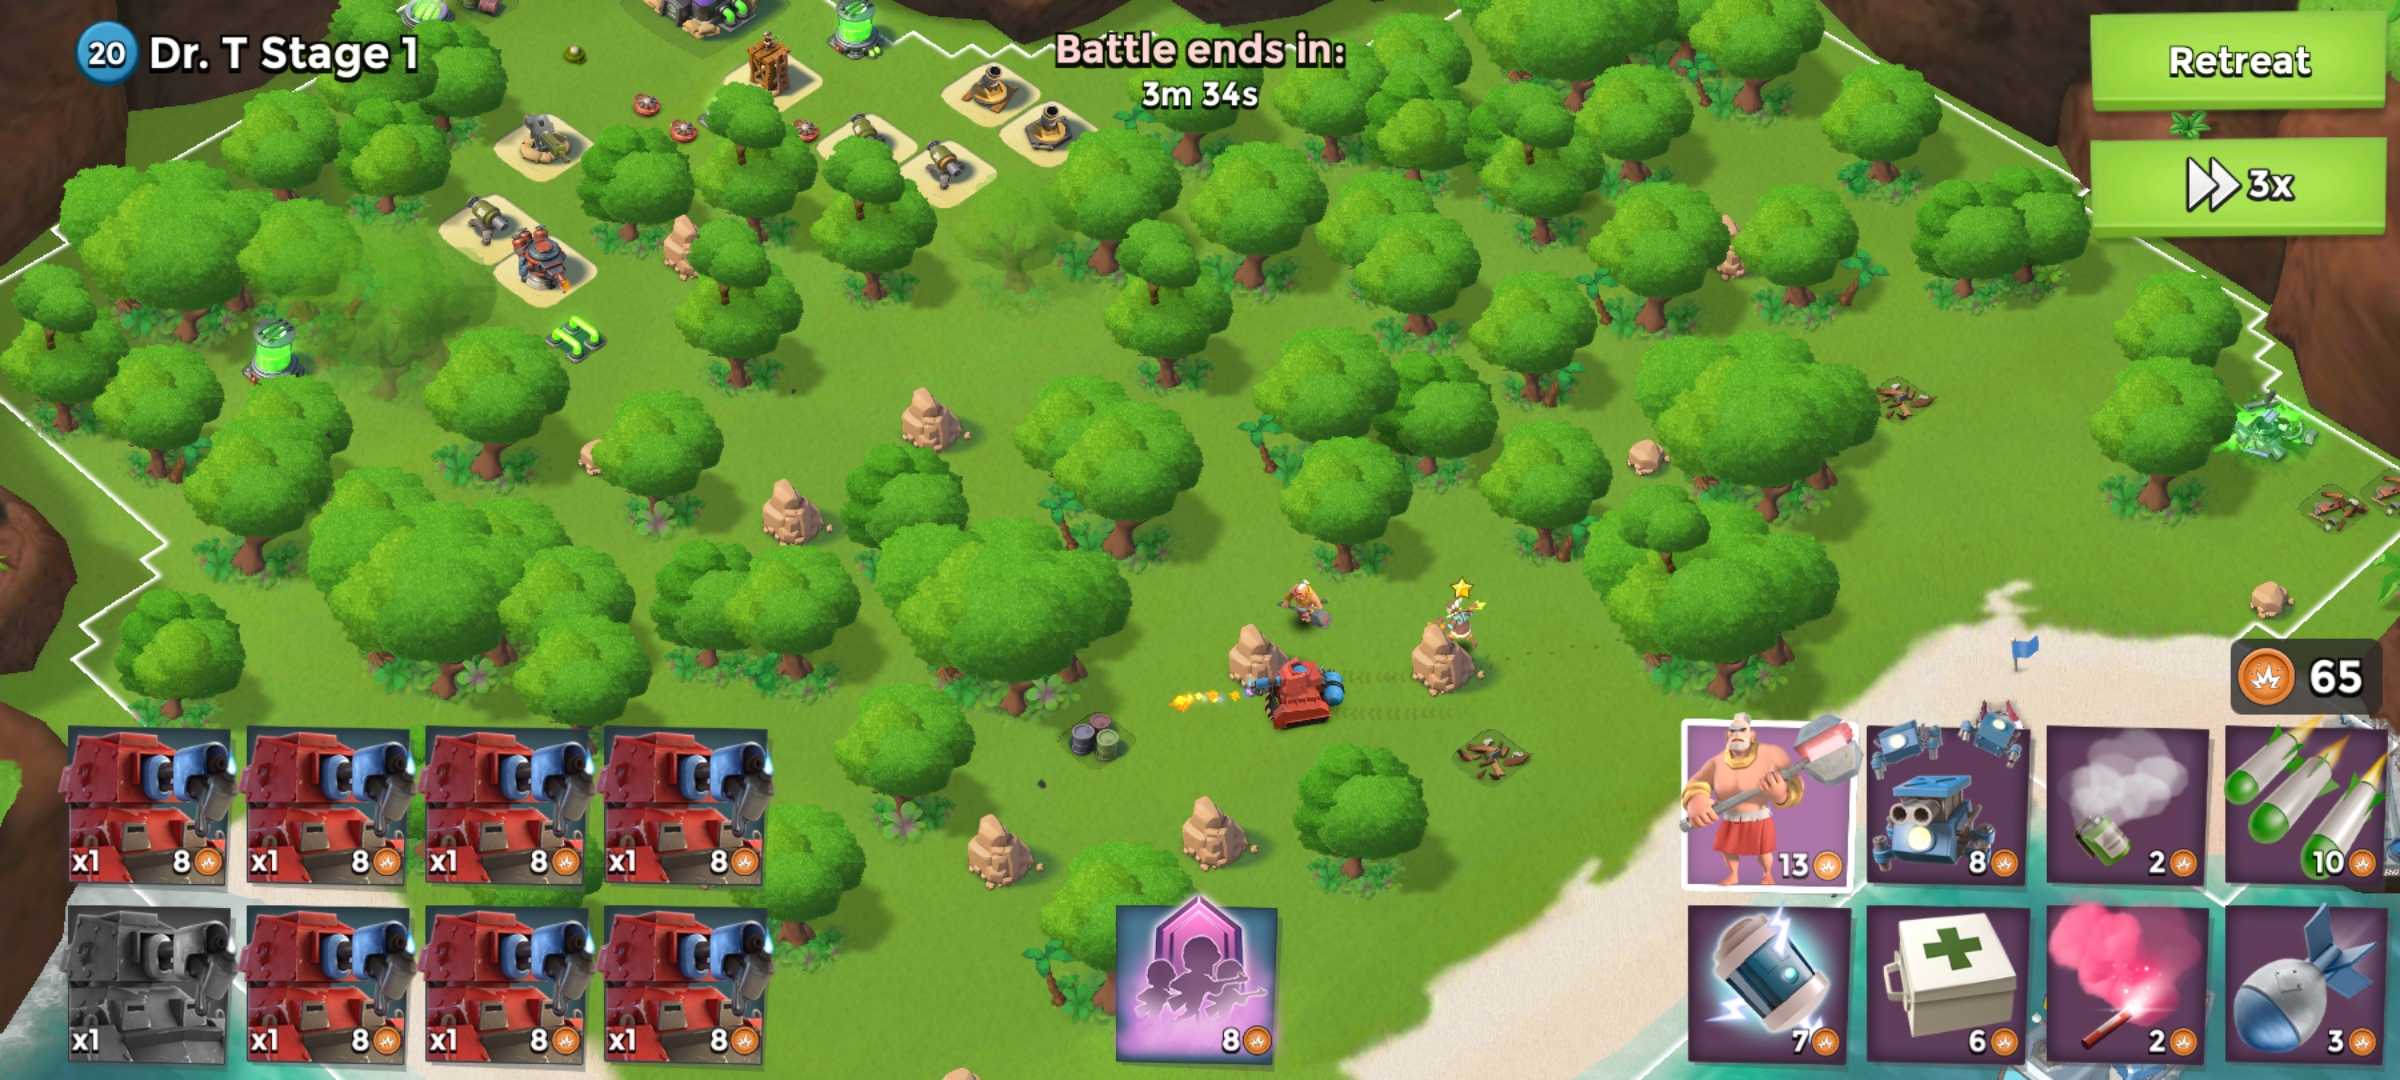 20 Dr. T Stage 1
Battle ends in:
3m 34s
Retreat
3x
65
x1 8
x1 8
x1 8
x1 8
13
8
2
10
x1
x1 8
x1 8
x1 8
8
7
6
2
3